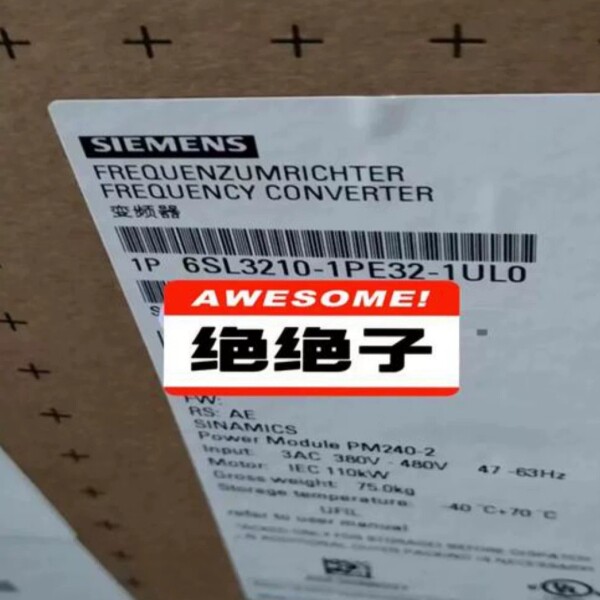 SIEMENS
FREQUENZUMRICHTER
FREQUENCY CONVERTER
变频器
1P 6SL3210-1PE32-1UL0
S
AWESOME!
绝绝子
FW:
RS: AE
SINAMICS
Power Module PM240-2
Input: 3AC 380V - 480V 47 -63Hz
Motor: IEC 110kW
Gross weight: 75.0kg
Storage temperature: -40 °C+70 °C
UFIL
refer to user manual